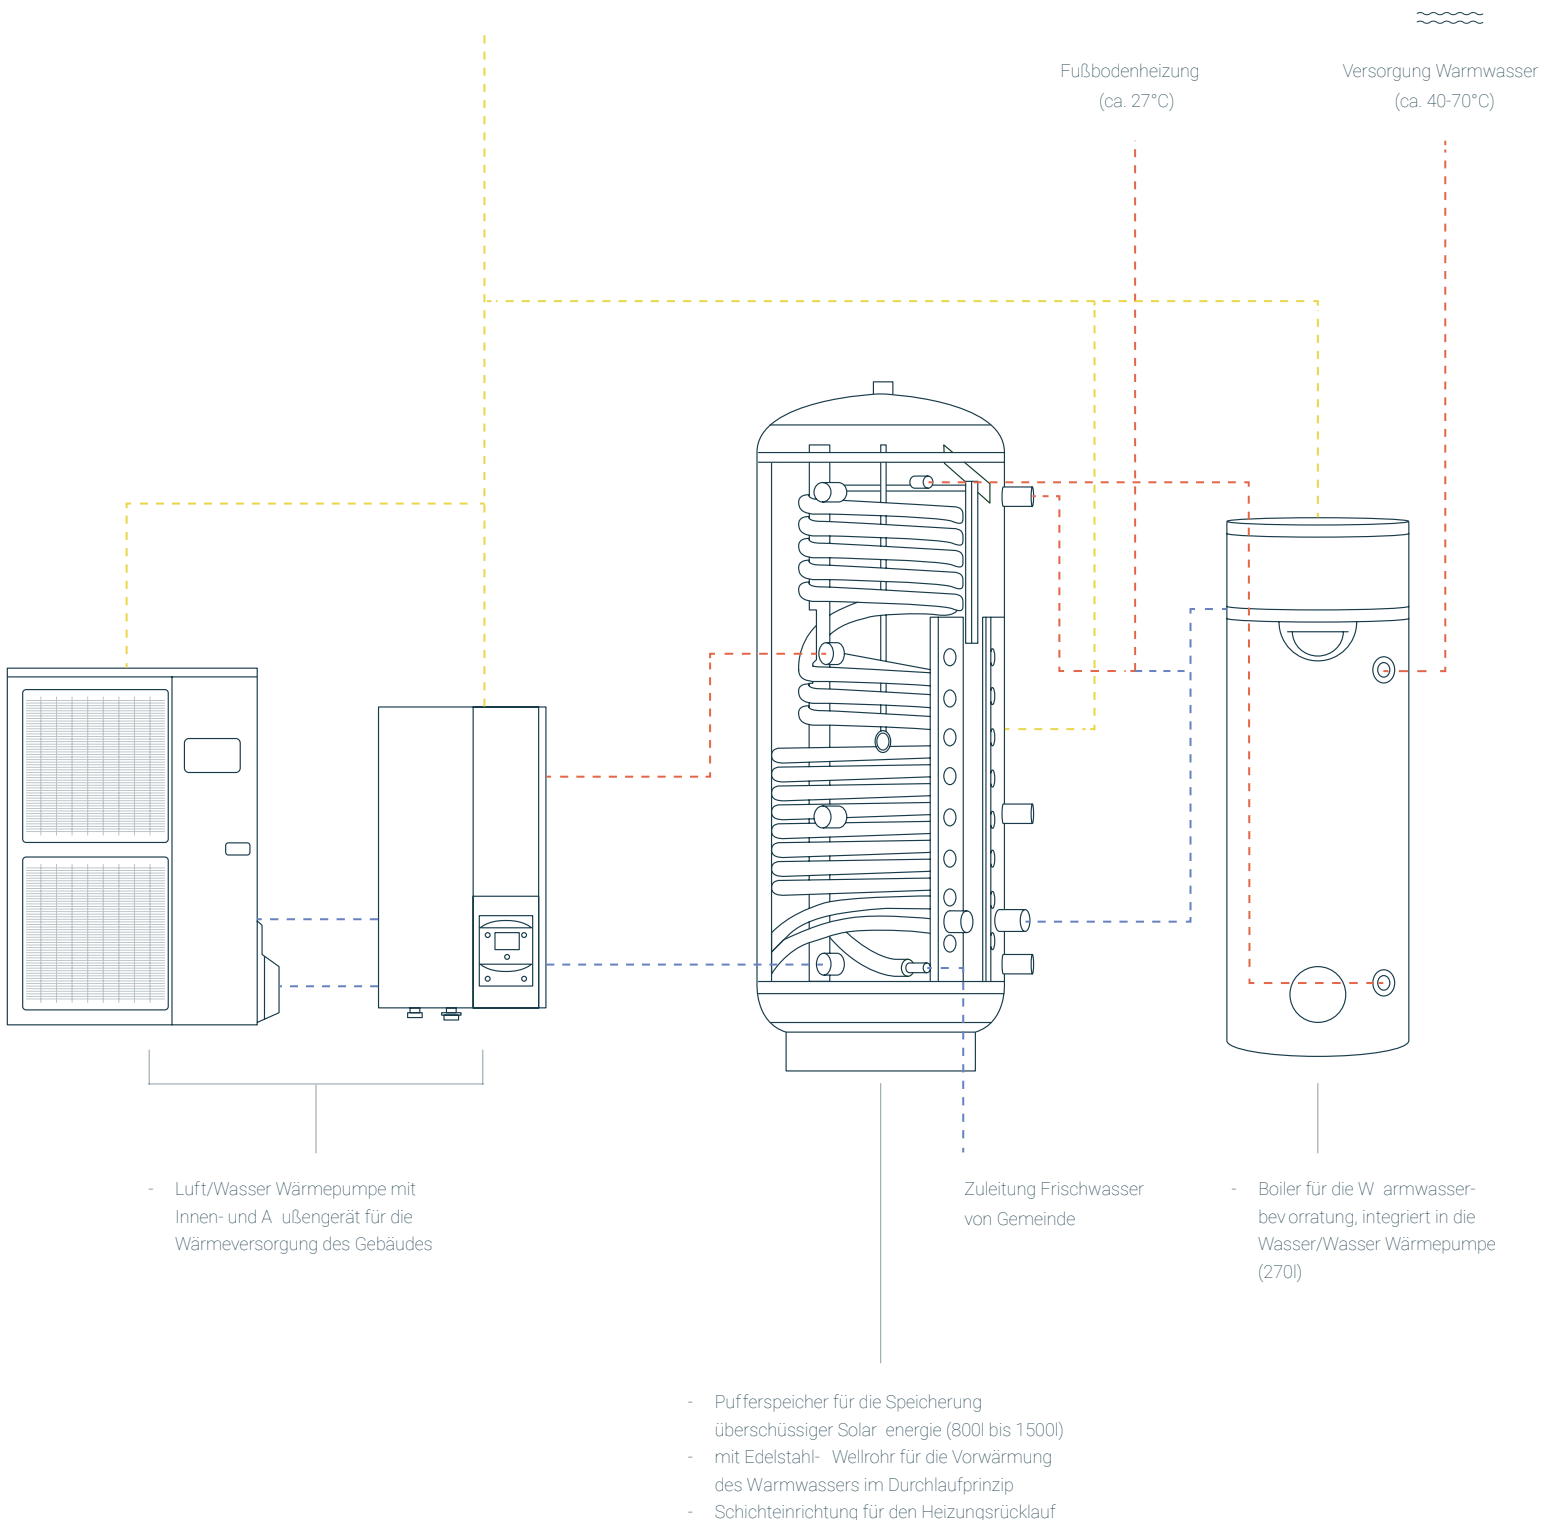 Fußbodenheizung
(ca. 27°C)
Versorgung Warmwasser
(ca. 40-70°C)
- Luft/Wasser Wärmepumpe mit
Innen- und A ußengerät für die
Wärmeversorgung des Gebäudes
Zuleitung Frischwasser
von Gemeinde
- Boiler für die W armwasser-
bev orratung, integriert in die
Wasser/Wasser Wärmepumpe
(270l)
- Pufferspeicher für die Speicherung
überschüssiger Solar energie (800l bis 1500l)
- mit Edelstahl- Wellrohr für die Vorwärmung
des Warmwassers im Durchlaufprinzip
- Schichteinrichtung für den Heizungsrücklauf